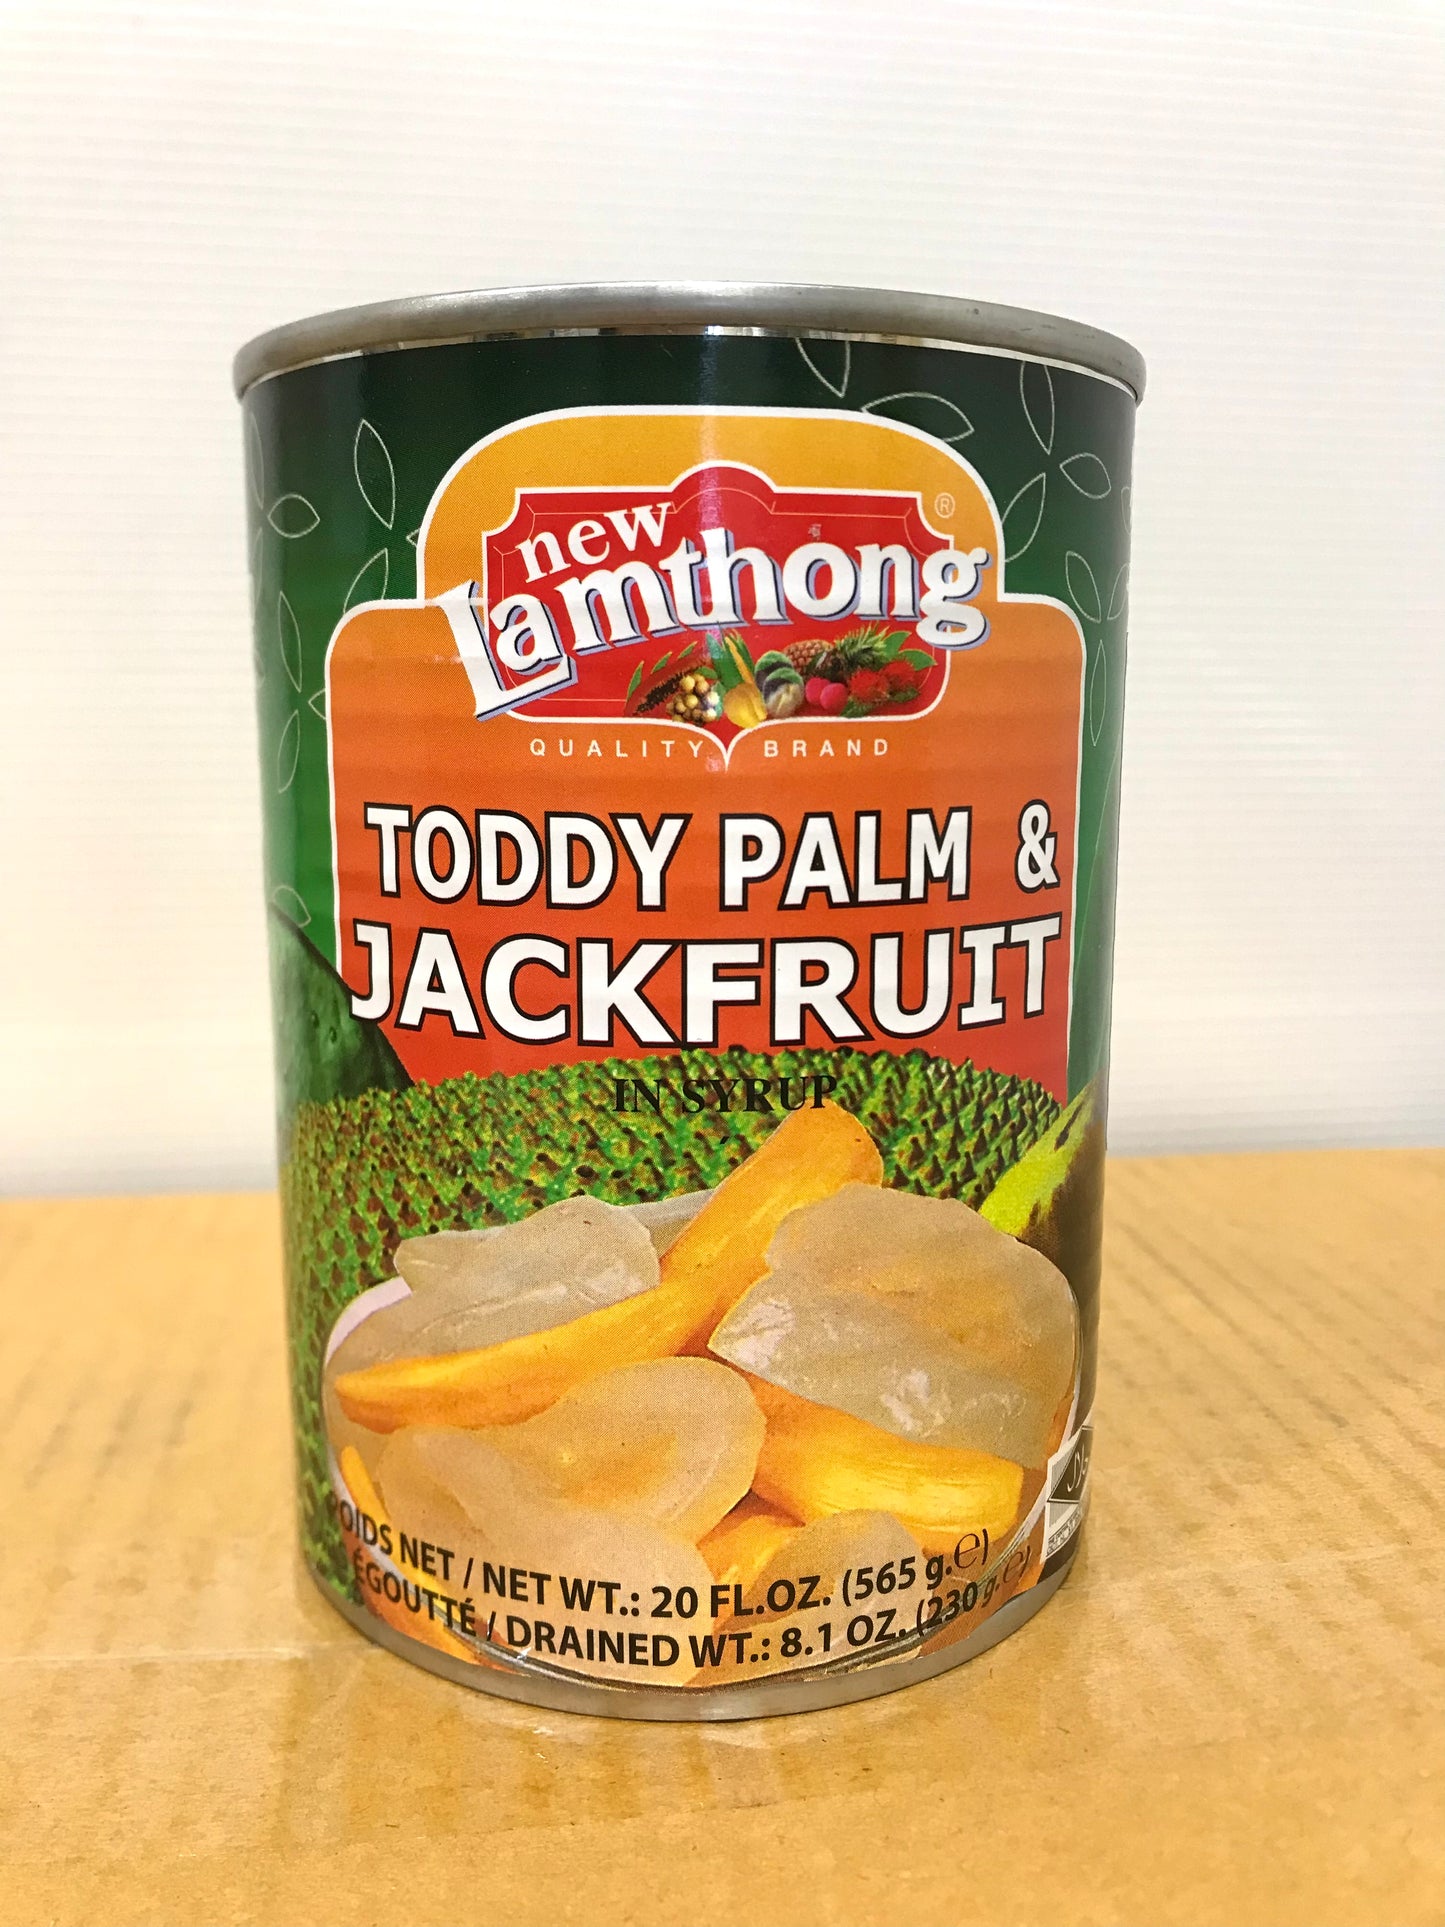 new
Lamthong
®
QUALITY BRAND
TODDY PALM &
JACKFRUIT
IN SYRUP
POIDS NET / NET WT.: 20 FL.OZ. (565 g.℮)
ÉGOUTTÉ / DRAINED WT.: 8.1 OZ. (230 g.℮)